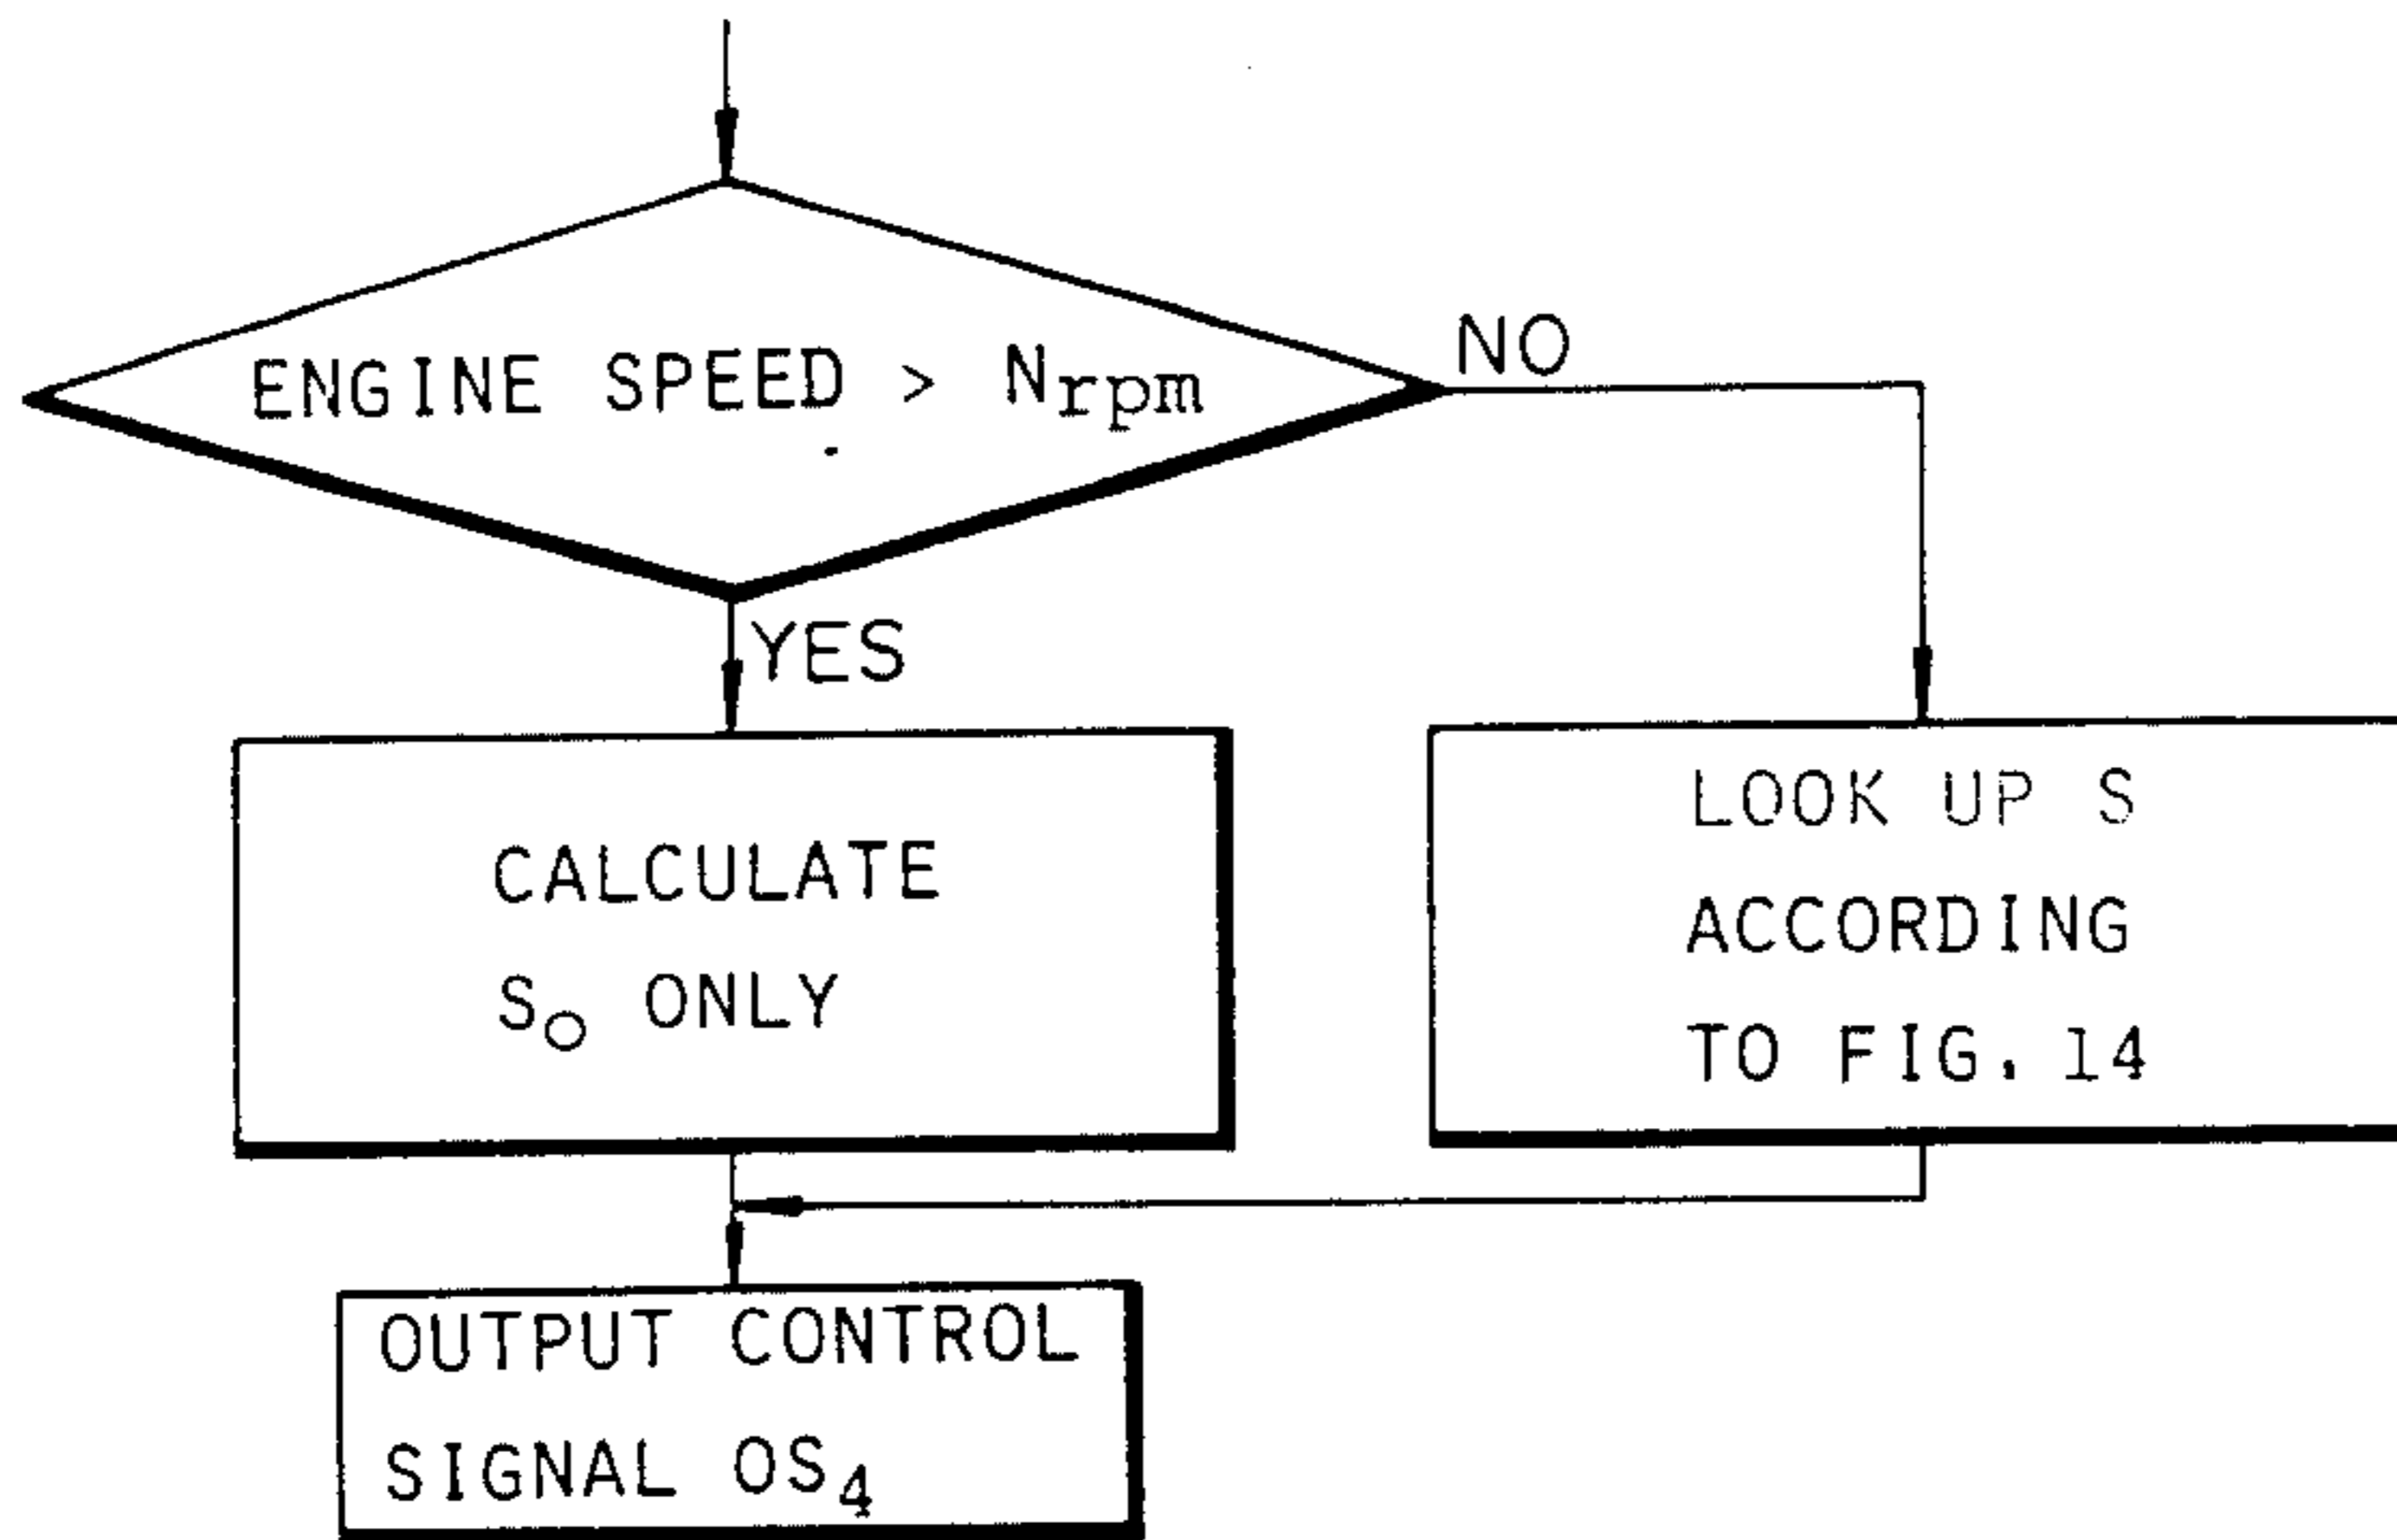 ENGINE SPEED > Nrpm
NO
YES
CALCULATE
So ONLY
LOOK UP S
ACCORDING
TO FIG. 14
OUTPUT CONTROL
SIGNAL OS4